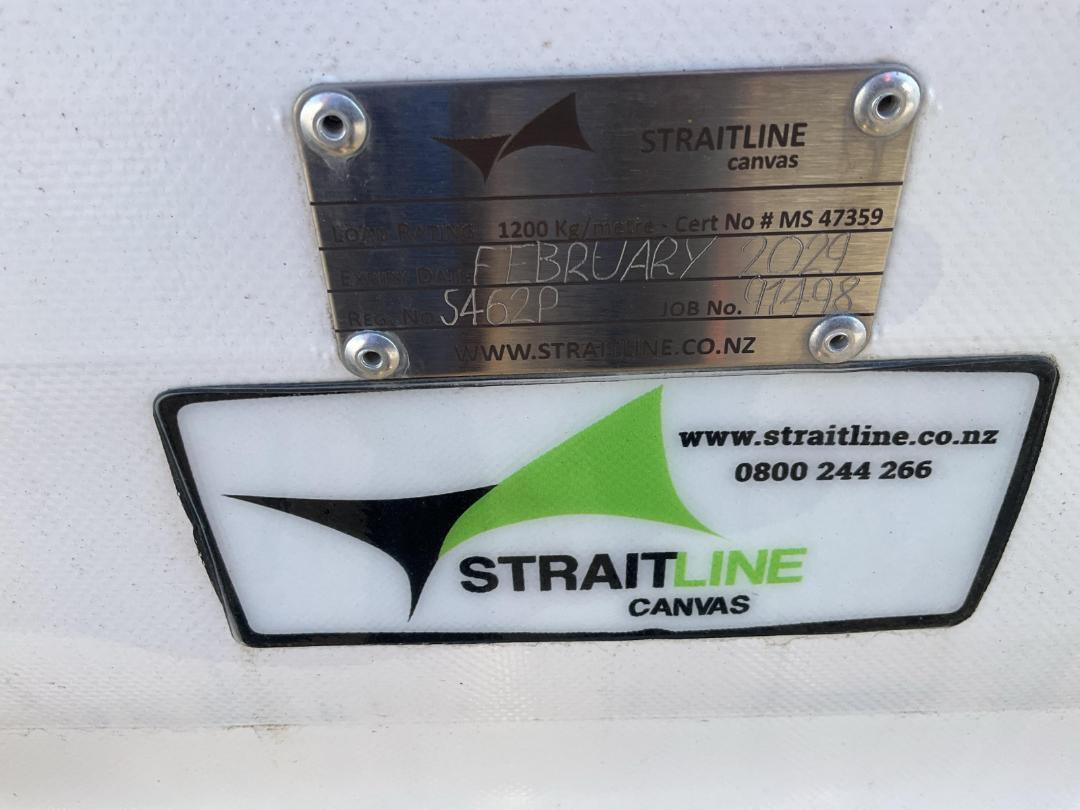 STRAITLINE
canvas
LOAD RATING: 1200 Kg/metre - Cert No # MS 47359
EXPIRY DATE: FEBRUARY 2029
REG. No. S462P JOB No. 91498
WWW.STRAITLINE.CO.NZ
www.straitline.co.nz
0800 244 266
STRAITLINE
CANVAS